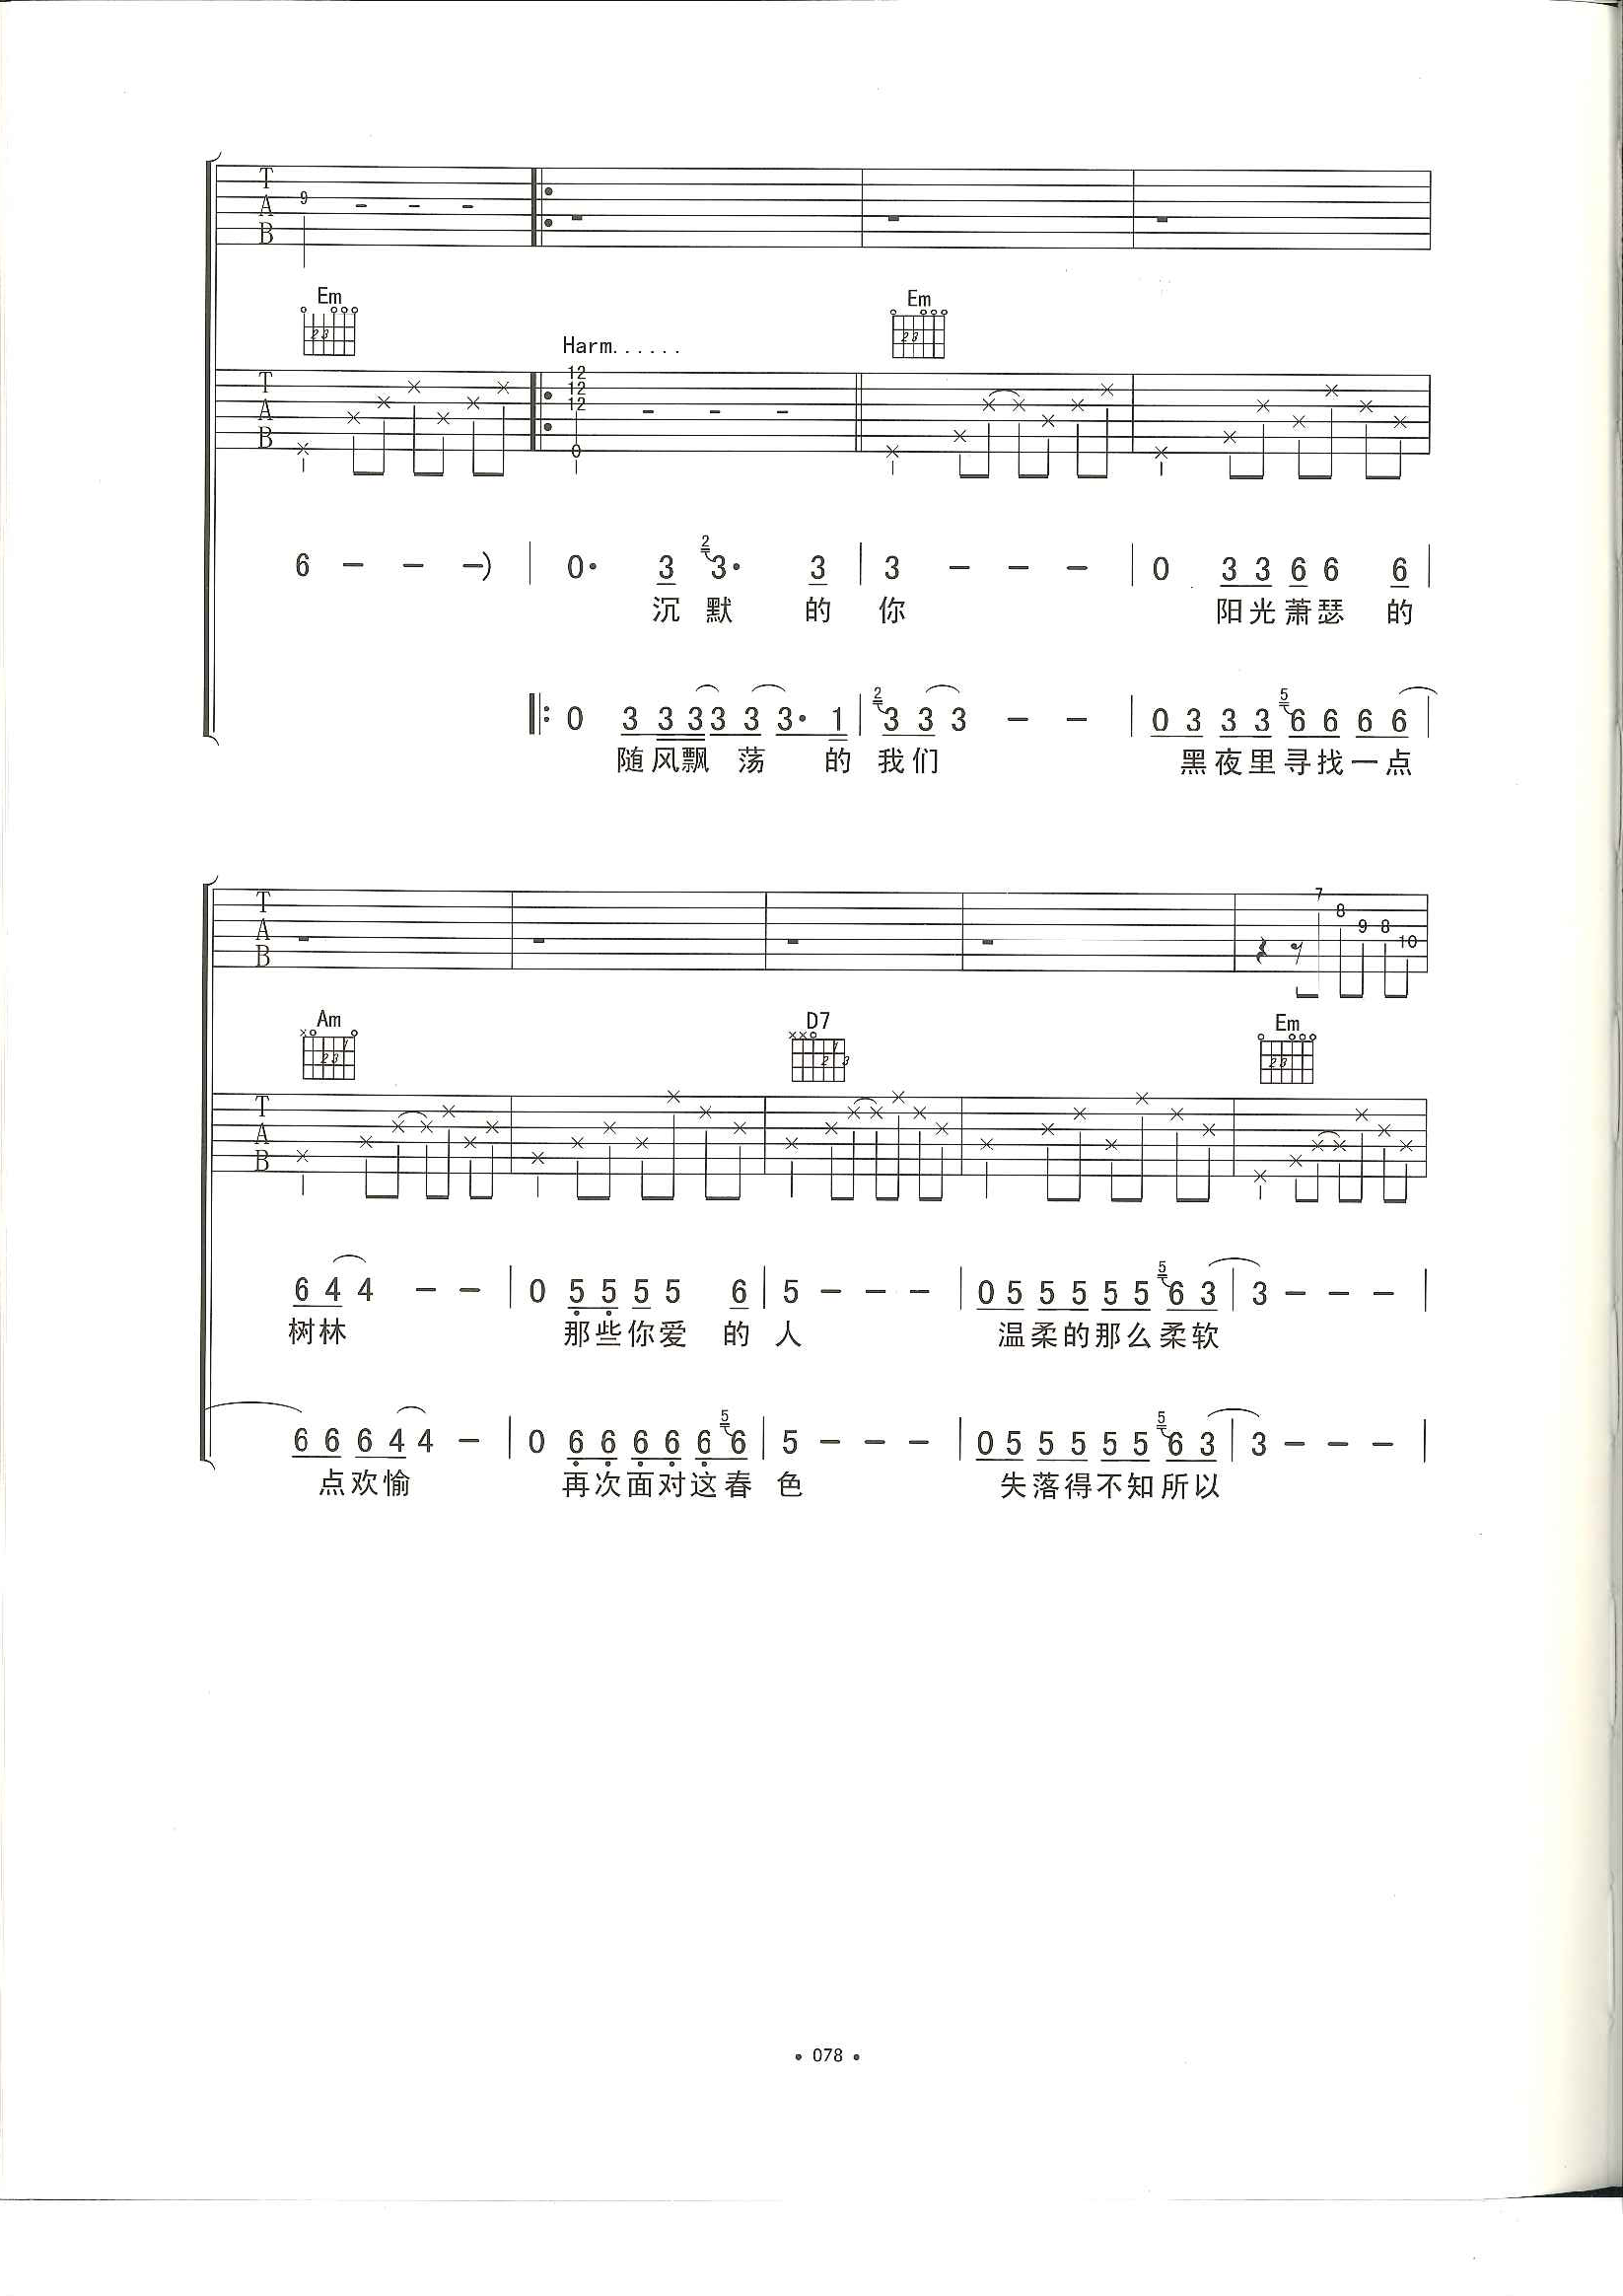 T A B 9 - - -
Em Em
Harm......
T A B 12 12 12 0 - - -
6 - - -) | 0· 3 2 3· 3 | 3 - - - | 0 3 3 6 6 6 |
沉默 的 你 阳光萧瑟 的
‖: 0 3 3 3 3 3 3· 1 | 2 3 3 3 - - | 0 3 3 3 5 6 6 6 6 |
随风飘 荡 的 我们 黑夜里寻找一点
T A B 7 8 9 8 10
Am D7 Em
T A B
6 4 4 - - | 0 5 5 5 5 6 | 5 - - - | 0 5 5 5 5 5 5 6 3 | 3 - - - |
树林 那些你爱 的 人 温柔的那么柔软
6 6 6 4 4 - | 0 6 6 6 6 6 5 6 | 5 - - - | 0 5 5 5 5 5 5 6 3 | 3 - - - |
点欢愉 再次面对这春 色 失落得不知所以
· 078 ·